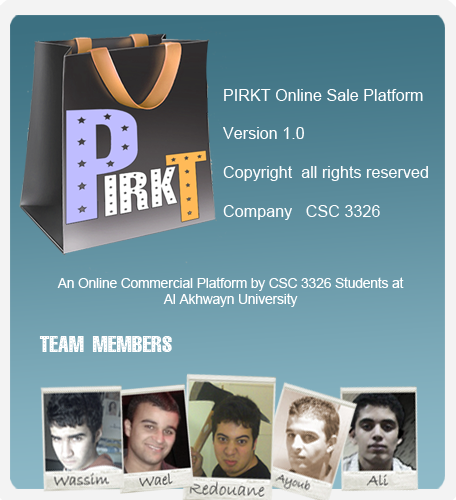 PIRKT
PIRKT Online Sale Platform
Version 1.0
Copyright all rights reserved
Company CSC 3326
An Online Commercial Platform by CSC 3326 Students at
Al Akhwayn University
TEAM MEMBERS
Wassim
Wael
Redouane
Ayoub
Ali